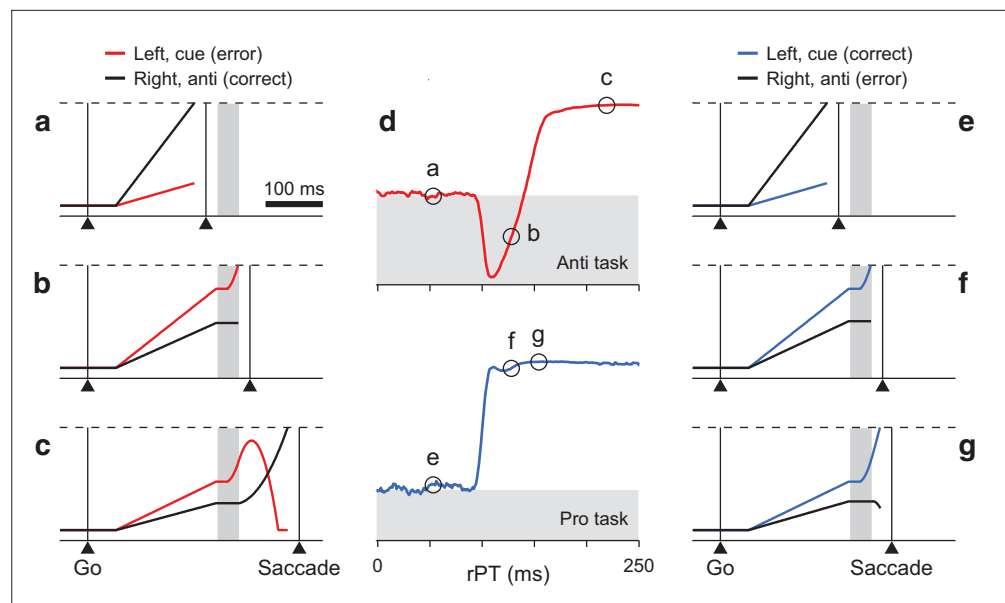 Left, cue (error)
Right, anti (correct)
a
100 ms
b
c
Go
Saccade
d
a
b
c
Anti task
e
f
g
Pro task
0
250
rPT (ms)
Left, cue (correct)
Right, anti (error)
e
f
g
Go
Saccade